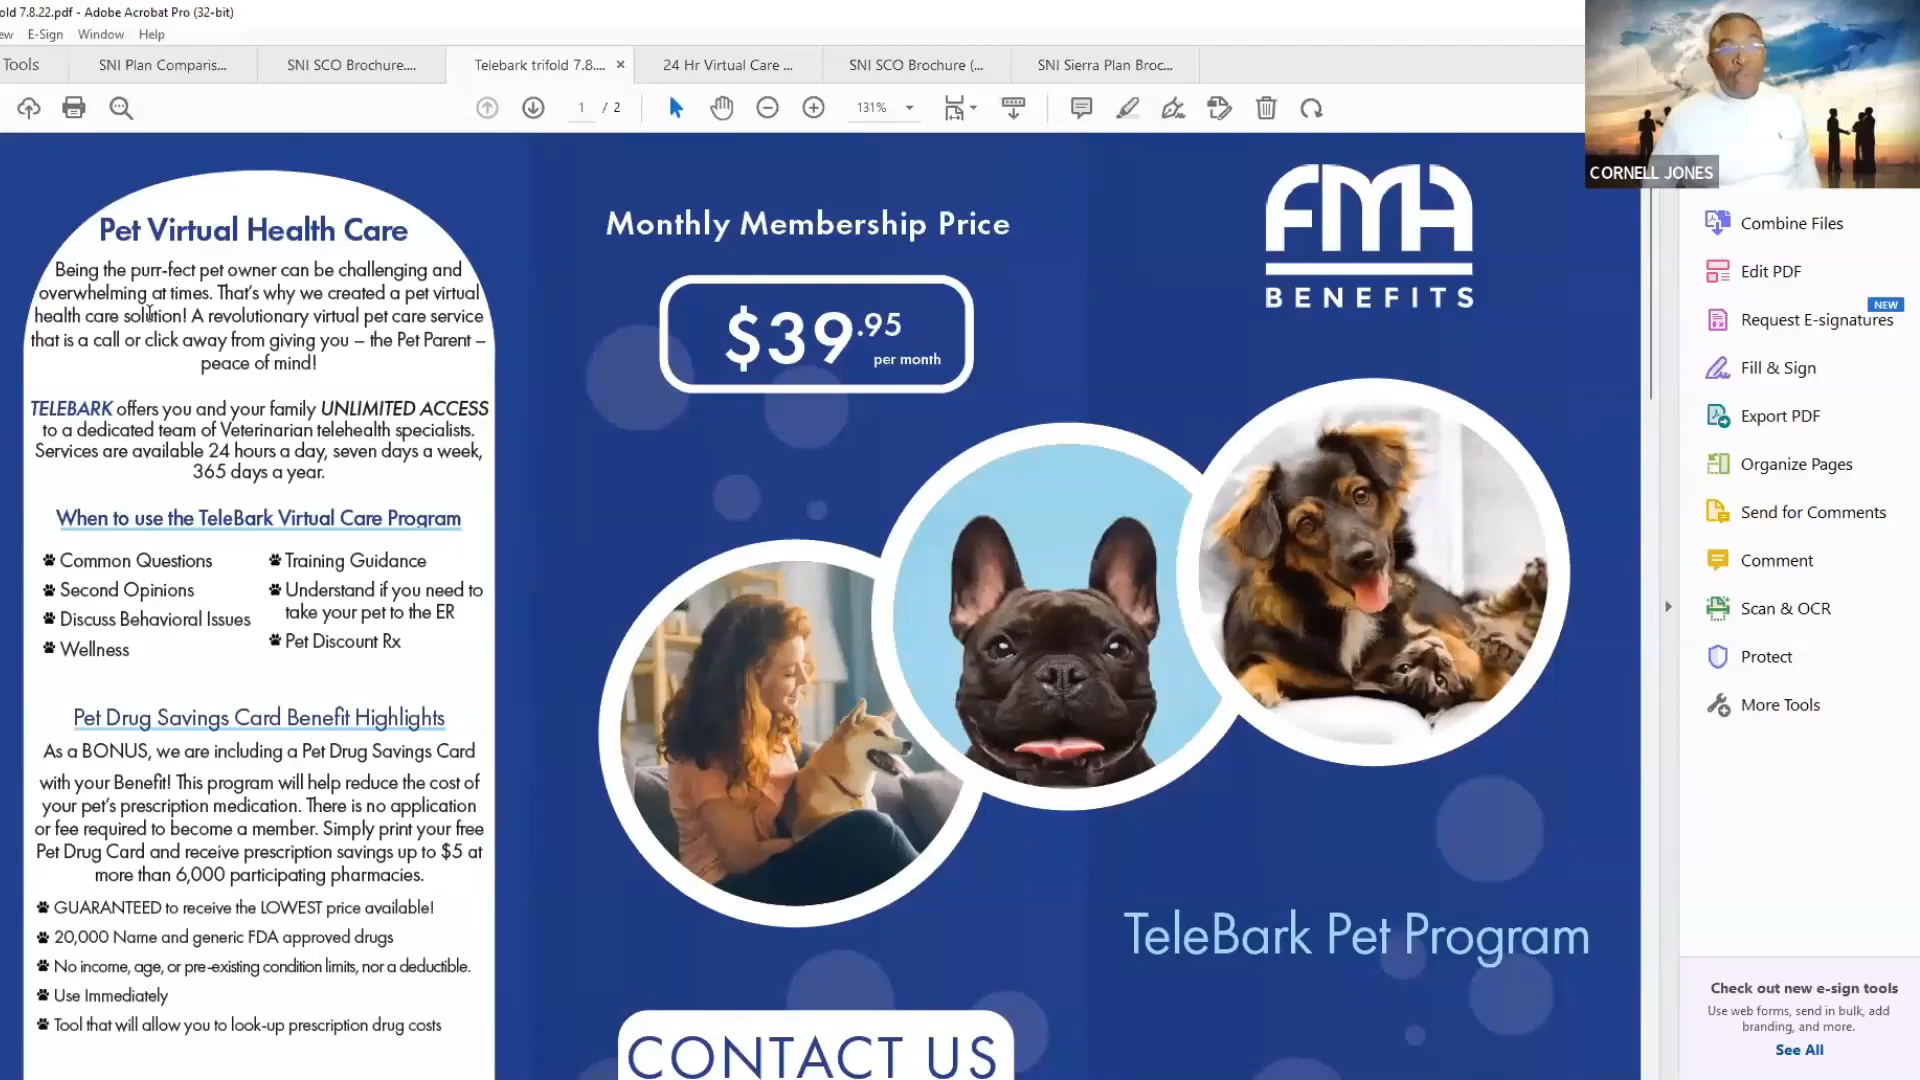 old 7.8.22.pdf - Adobe Acrobat Pro (32-bit)
ew E-Sign Window Help
Tools
SNI Plan Comparis...
SNI SCO Brochure....
Telebark trifold 7.8....
24 Hr Virtual Care ...
SNI SCO Brochure (...
SNI Sierra Plan Broc...
1 / 2
131%
CORNELL JONES
Pet Virtual Health Care
Being the purr-fect pet owner can be challenging and
overwhelming at times. That's why we created a pet virtual
health care solution! A revolutionary virtual pet care service
that is a call or click away from giving you – the Pet Parent –
peace of mind!
TELEBARK offers you and your family UNLIMITED ACCESS
to a dedicated team of Veterinarian telehealth specialists.
Services are available 24 hours a day, seven days a week,
365 days a year.
When to use the TeleBark Virtual Care Program
Common Questions
Second Opinions
Discuss Behavioral Issues
Wellness
Training Guidance
Understand if you need to
take your pet to the ER
Pet Discount Rx
Pet Drug Savings Card Benefit Highlights
As a BONUS, we are including a Pet Drug Savings Card
with your Benefit! This program will help reduce the cost of
your pet's prescription medication. There is no application
or fee required to become a member. Simply print your free
Pet Drug Card and receive prescription savings up to $5 at
more than 6,000 participating pharmacies.
GUARANTEED to receive the LOWEST price available!
20,000 Name and generic FDA approved drugs
No income, age, or pre-existing condition limits, nor a deductible.
Use Immediately
Tool that will allow you to look-up prescription drug costs
Monthly Membership Price
$39.95
per month
CONTACT US
FMA
BENEFITS
TeleBark Pet Program
Combine Files
Edit PDF
NEW
Request E-signatures
Fill & Sign
Export PDF
Organize Pages
Send for Comments
Comment
Scan & OCR
Protect
More Tools
Check out new e-sign tools
Use web forms, send in bulk, add
branding, and more.
See All